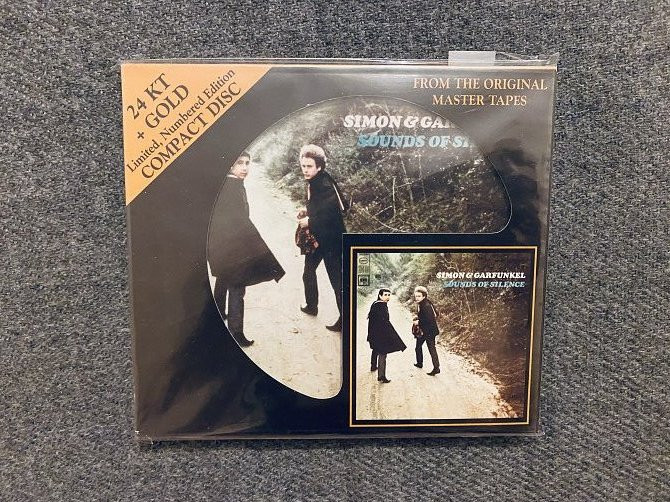 24 KT
+ GOLD
Limited, Numbered Edition
COMPACT DISC
FROM THE ORIGINAL
MASTER TAPES
SIMON & GAR
SOUNDS OF SI
SIMON & GARFUNKEL
SOUNDS OF SILENCE